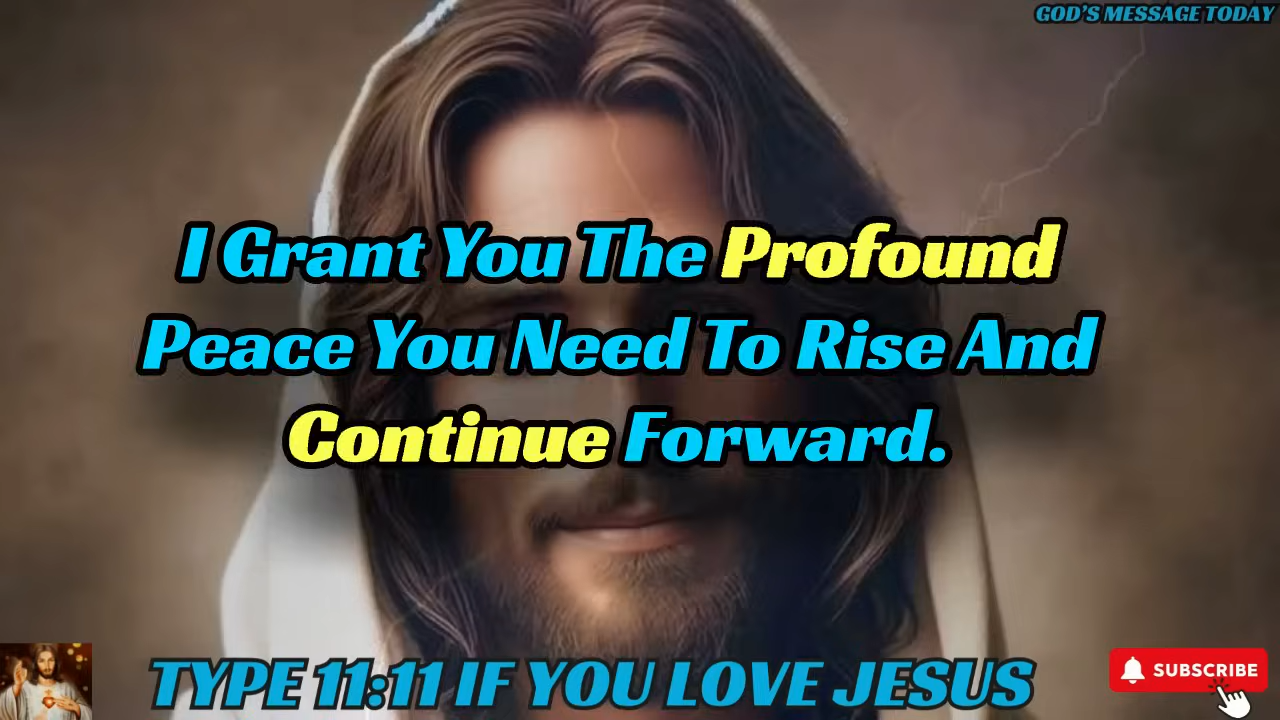 GOD'S MESSAGE TODAY
I Grant You The Profound
Peace You Need To Rise And
Continue Forward.
TYPE 11:11 IF YOU LOVE JESUS
SUBSCRIBE